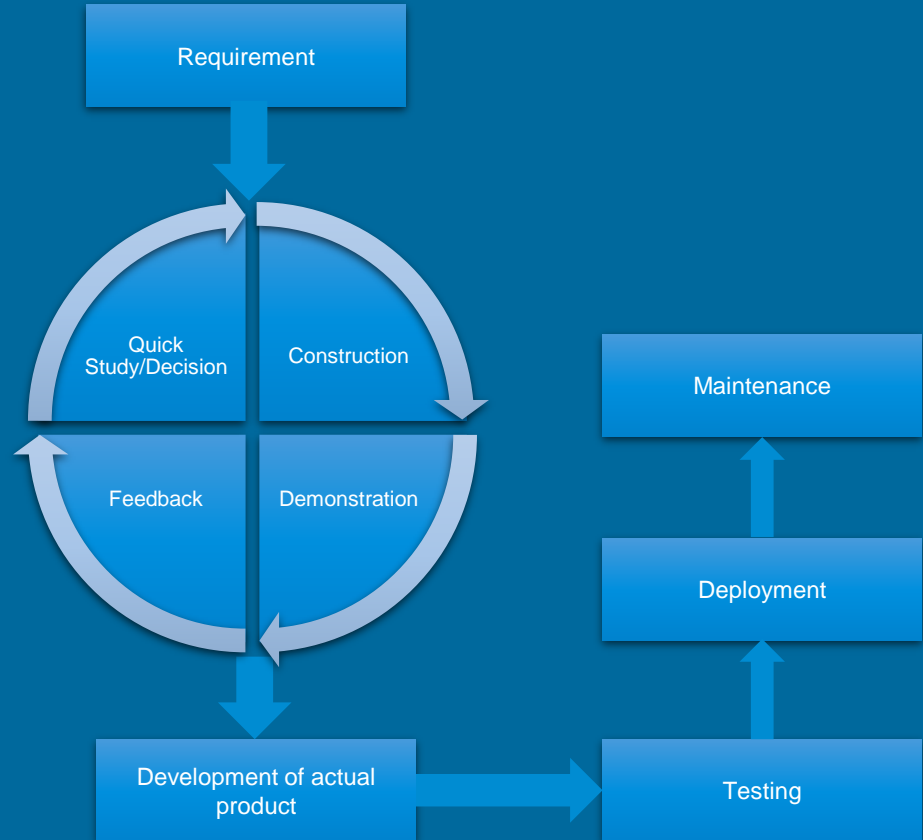 Requirement
Quick
Study/Decision
Construction
Feedback
Demonstration
Maintenance
Deployment
Development of actual
product
Testing